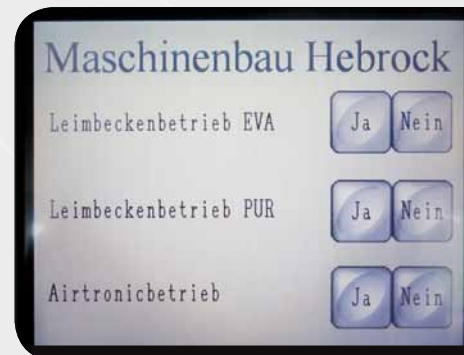 Maschinenbau Hebrock
Leimbeckenbetrieb EVA Ja Nein
Leimbeckenbetrieb PUR Ja Nein
Airtronicbetrieb Ja Nein